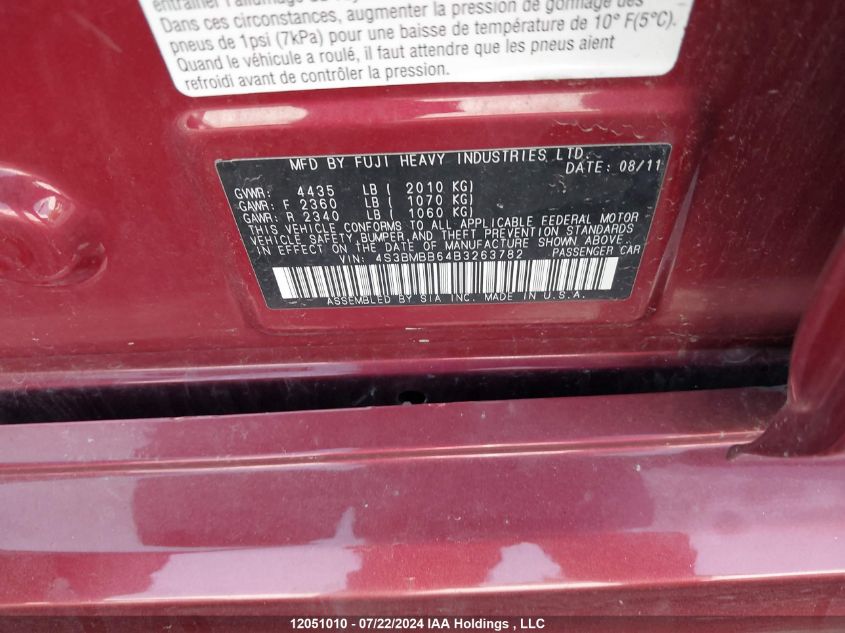 entraîner l'allumage du
Dans ces circonstances, augmenter la pression de gonflage des
pneus de 1psi (7kPa) pour une baisse de température de 10° F(5°C).
Quand le véhicule a roulé, il faut attendre que les pneus aient
refroidi avant de contrôler la pression.
MFD BY FUJI HEAVY INDUSTRIES LTD.
DATE: 08/11
GVWR: 4435 LB ( 2010 KG)
GAWR: F 2360 LB ( 1070 KG)
GAWR: R 2340 LB ( 1060 KG)
THIS VEHICLE CONFORMS TO ALL APPLICABLE FEDERAL MOTOR
VEHICLE SAFETY, BUMPER, AND THEFT PREVENTION STANDARDS
IN EFFECT ON THE DATE OF MANUFACTURE SHOWN ABOVE.
VIN: 4S3BMBB64B3263782 PASSENGER CAR
ASSEMBLED BY SIA INC. MADE IN U.S.A.
12051010 - 07/22/2024 IAA Holdings , LLC